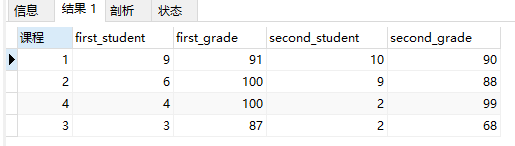 信息 结果 1 剖析 状态
课程 first_student first_grade second_student second_grade
1 9 91 10 90
2 6 100 9 88
4 4 100 2 99
3 3 87 2 68